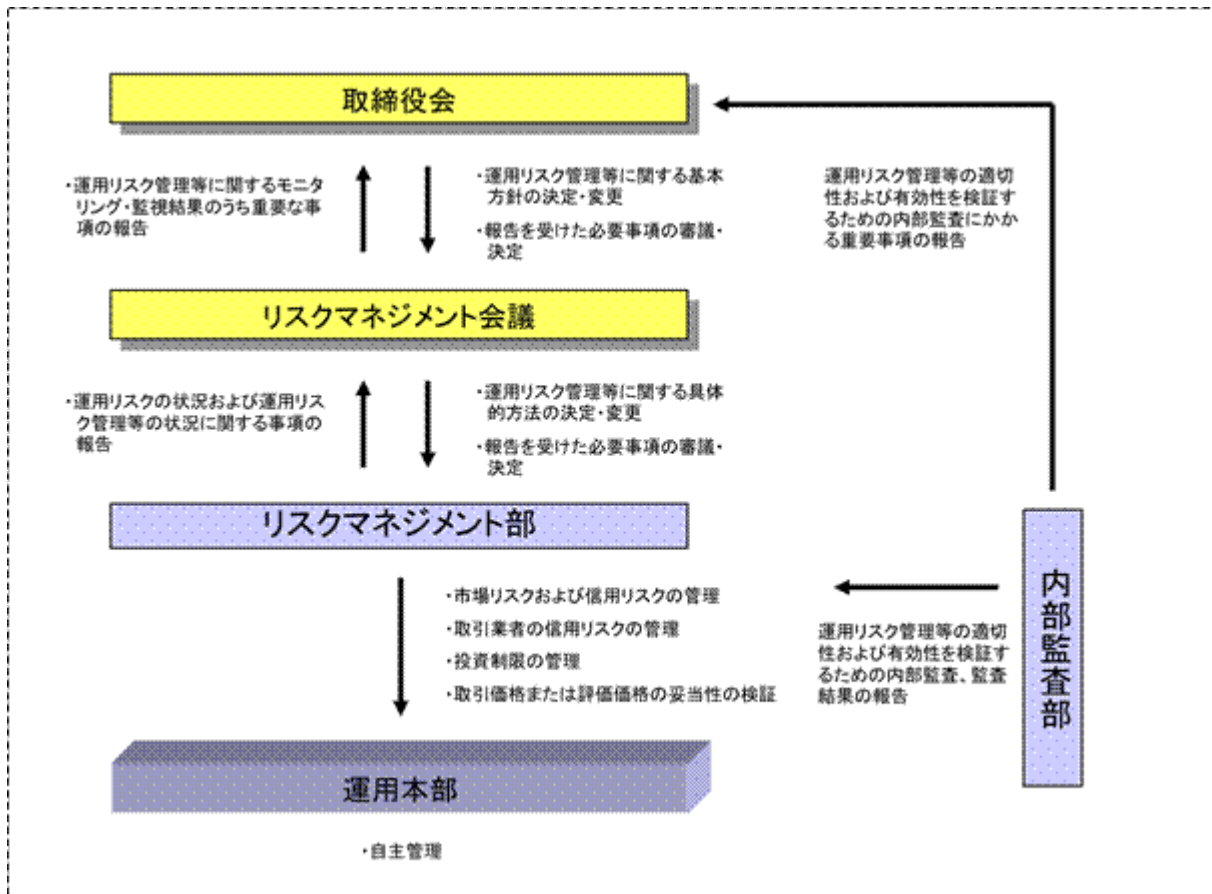 取締役会
・運用リスク管理等に関するモニタ
リング・監視結果のうち重要な事
項の報告
・運用リスク管理等に関する基本
方針の決定・変更
・報告を受けた必要事項の審議・
決定
運用リスク管理等の適切
性および有効性を検証す
るための内部監査にかか
る重要事項の報告
リスクマネジメント会議
・運用リスクの状況および運用リス
ク管理等の状況に関する事項の
報告
・運用リスク管理等に関する具体
的方法の決定・変更
・報告を受けた必要事項の審議・
決定
リスクマネジメント部
・市場リスクおよび信用リスクの管理
・取引業者の信用リスクの管理
・投資制限の管理
・取引価格または評価価格の妥当性の検証
運用リスク管理等の適切
性および有効性を検証す
るための内部監査、監査
結果の報告
内部監査部
運用本部
・自主管理